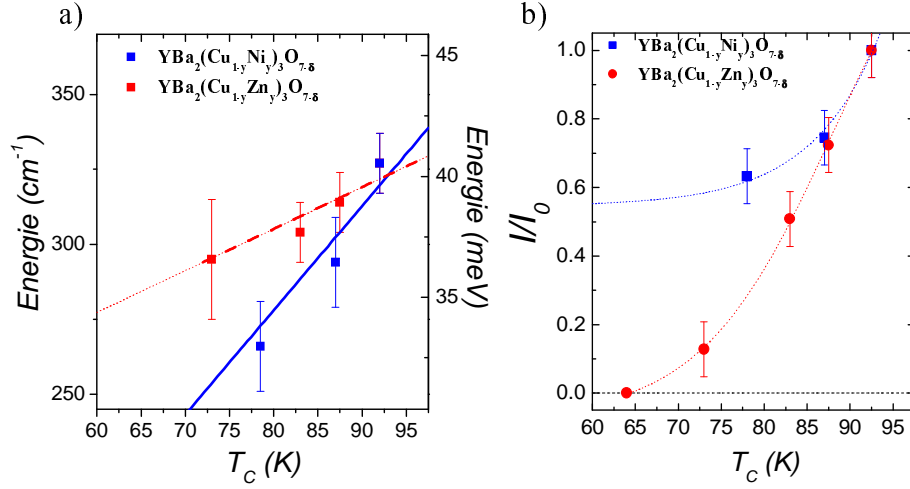 a)
YBa2(Cu1-yNiy)3O7-δ
YBa2(Cu1-yZny)3O7-δ
Energie (cm-1)
350
300
250
60 65 70 75 80 85 90 95
TC (K)
45
40
35
Energie (meV)
b)
YBa2(Cu1-yNiy)3O7-δ
YBa2(Cu1-yZny)3O7-δ
I/I0
1.0
0.8
0.6
0.4
0.2
0.0
60 65 70 75 80 85 90 95
TC (K)